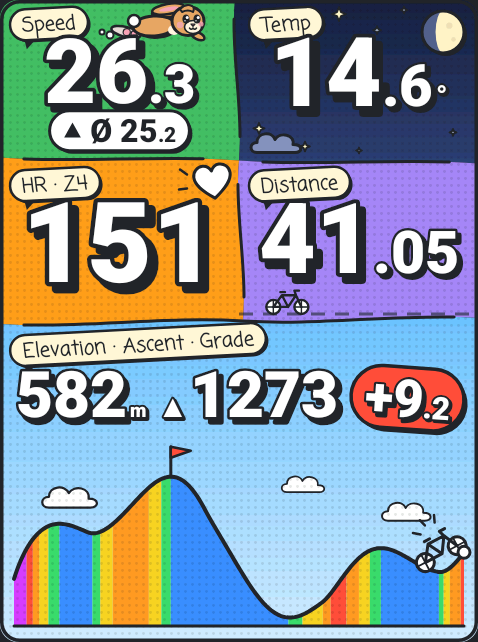 Speed
26.3
▲ Ø 25.2
Temp
14.6°
HR · Z4
151
Distance
41.05
Elevation · Ascent · Grade
582m ▲ 1273 +9.2